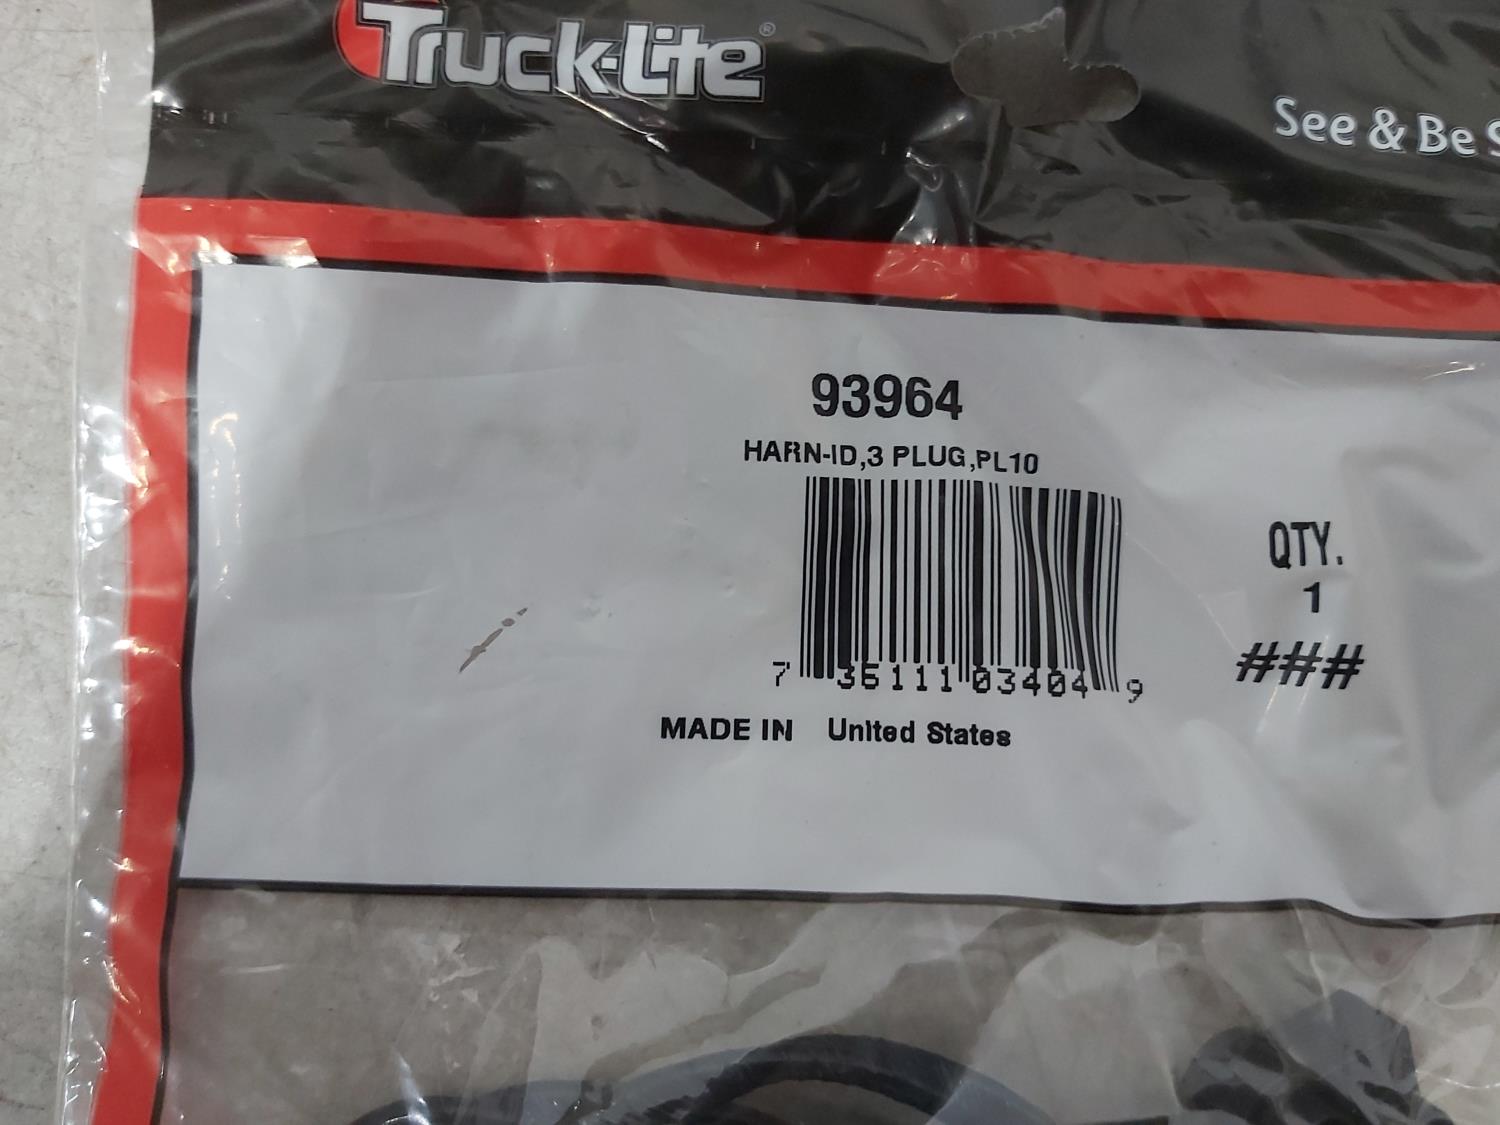 Truck-Lite®
See & Be
93964
HARN-ID,3 PLUG,PL10
QTY.
1
###
7 36111 03404 9
MADE IN United States